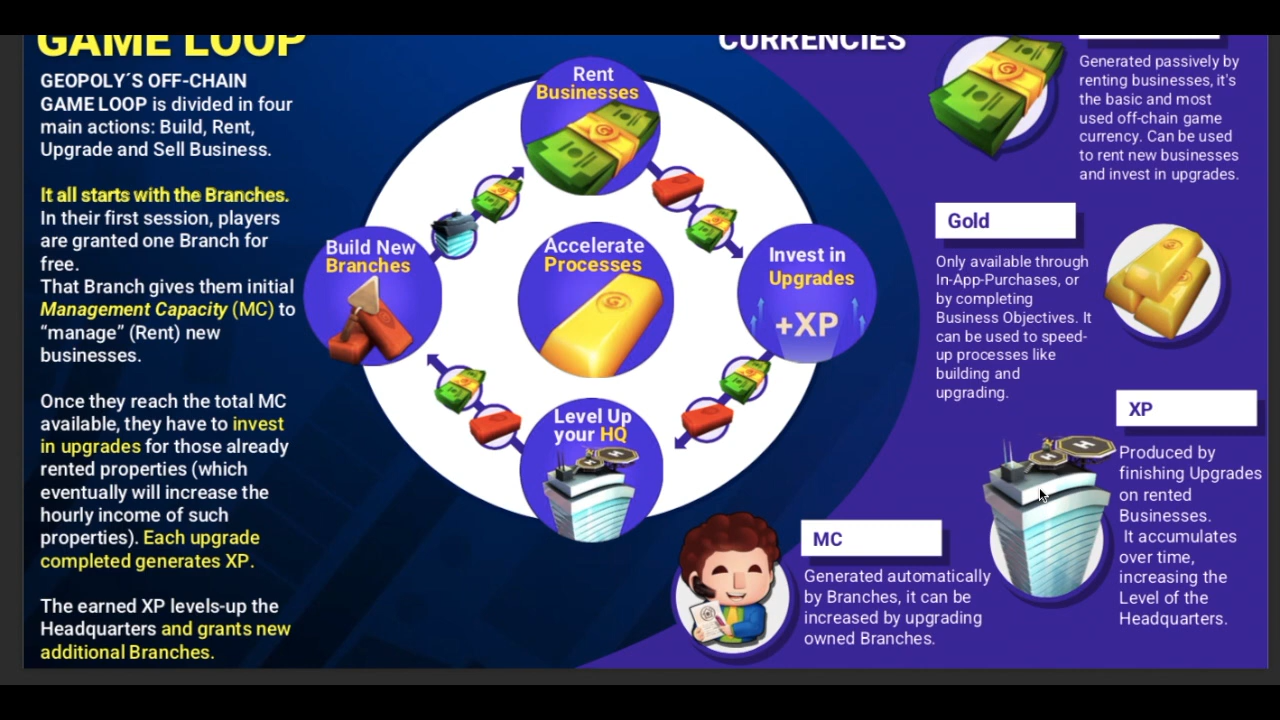 GAME LOOP
GEOPOLY´S OFF-CHAIN
GAME LOOP is divided in four
main actions: Build, Rent,
Upgrade and Sell Business.
It all starts with the Branches.
In their first session, players
are granted one Branch for
free.
That Branch gives them initial
Management Capacity (MC) to
“manage” (Rent) new
businesses.
Once they reach the total MC
available, they have to invest
in upgrades for those already
rented properties (which
eventually will increase the
hourly income of such
properties). Each upgrade
completed generates XP.
The earned XP levels-up the
Headquarters and grants new
additional Branches.
Rent
Businesses
Build New
Branches
Accelerate
Processes
Invest in
Upgrades
+XP
Level Up
your HQ
CURRENCIES
Generated passively by
renting businesses, it's
the basic and most
used off-chain game
currency. Can be used
to rent new businesses
and invest in upgrades.
Gold
Only available through
In-App-Purchases, or
by completing
Business Objectives. It
can be used to speed-
up processes like
building and
upgrading.
XP
Produced by
finishing Upgrades
on rented
Businesses.
It accumulates
over time,
increasing the
Level of the
Headquarters.
MC
Generated automatically
by Branches, it can be
increased by upgrading
owned Branches.